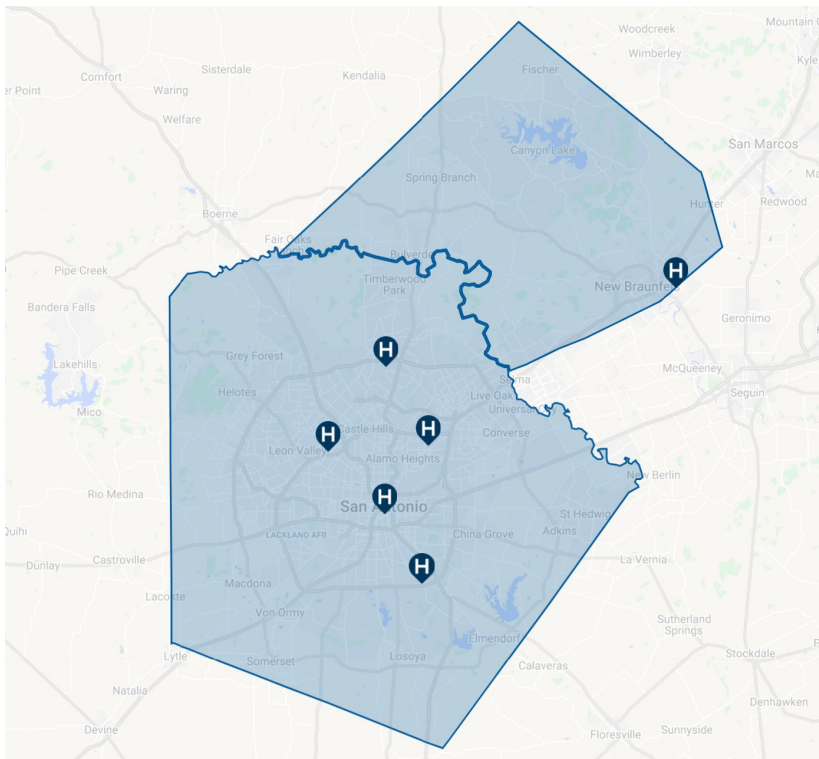 Woodcreek
Mountain C
Wimberley
Kyle
Sisterdale
Fischer
Kendalia
Comfort
er Point
Waring
Welfare
Canyon Lake
San Marcos
Spring Branch
Hunter
Redwood
Boerne
Fair Oaks
Bulverde
Pipe Creek
Timberwood
Park
New Braunfels
Bandera Falls
Geronimo
Grey Forest
Lakehills
McQueeney
Selma
Helotes
Live Oak
Seguin
Mico
Universal
Castle Hills
Converse
Leon Valley
Alamo Heights
New Berlin
Rio Medina
San Antonio
St Hedwig
Quihi
LACKLAND AFB
China Grove
Adkins
Castroville
La Vernia
Dunlay
Macdona
Lacoste
Von Ormy
Sutherland
Springs
Elmendorf
Lytle
Somerset
Losoya
Calaveras
Stockdale
Natalia
Denhawken
Devine
Floresville
Sunnyside
H
H
H
H
H
H